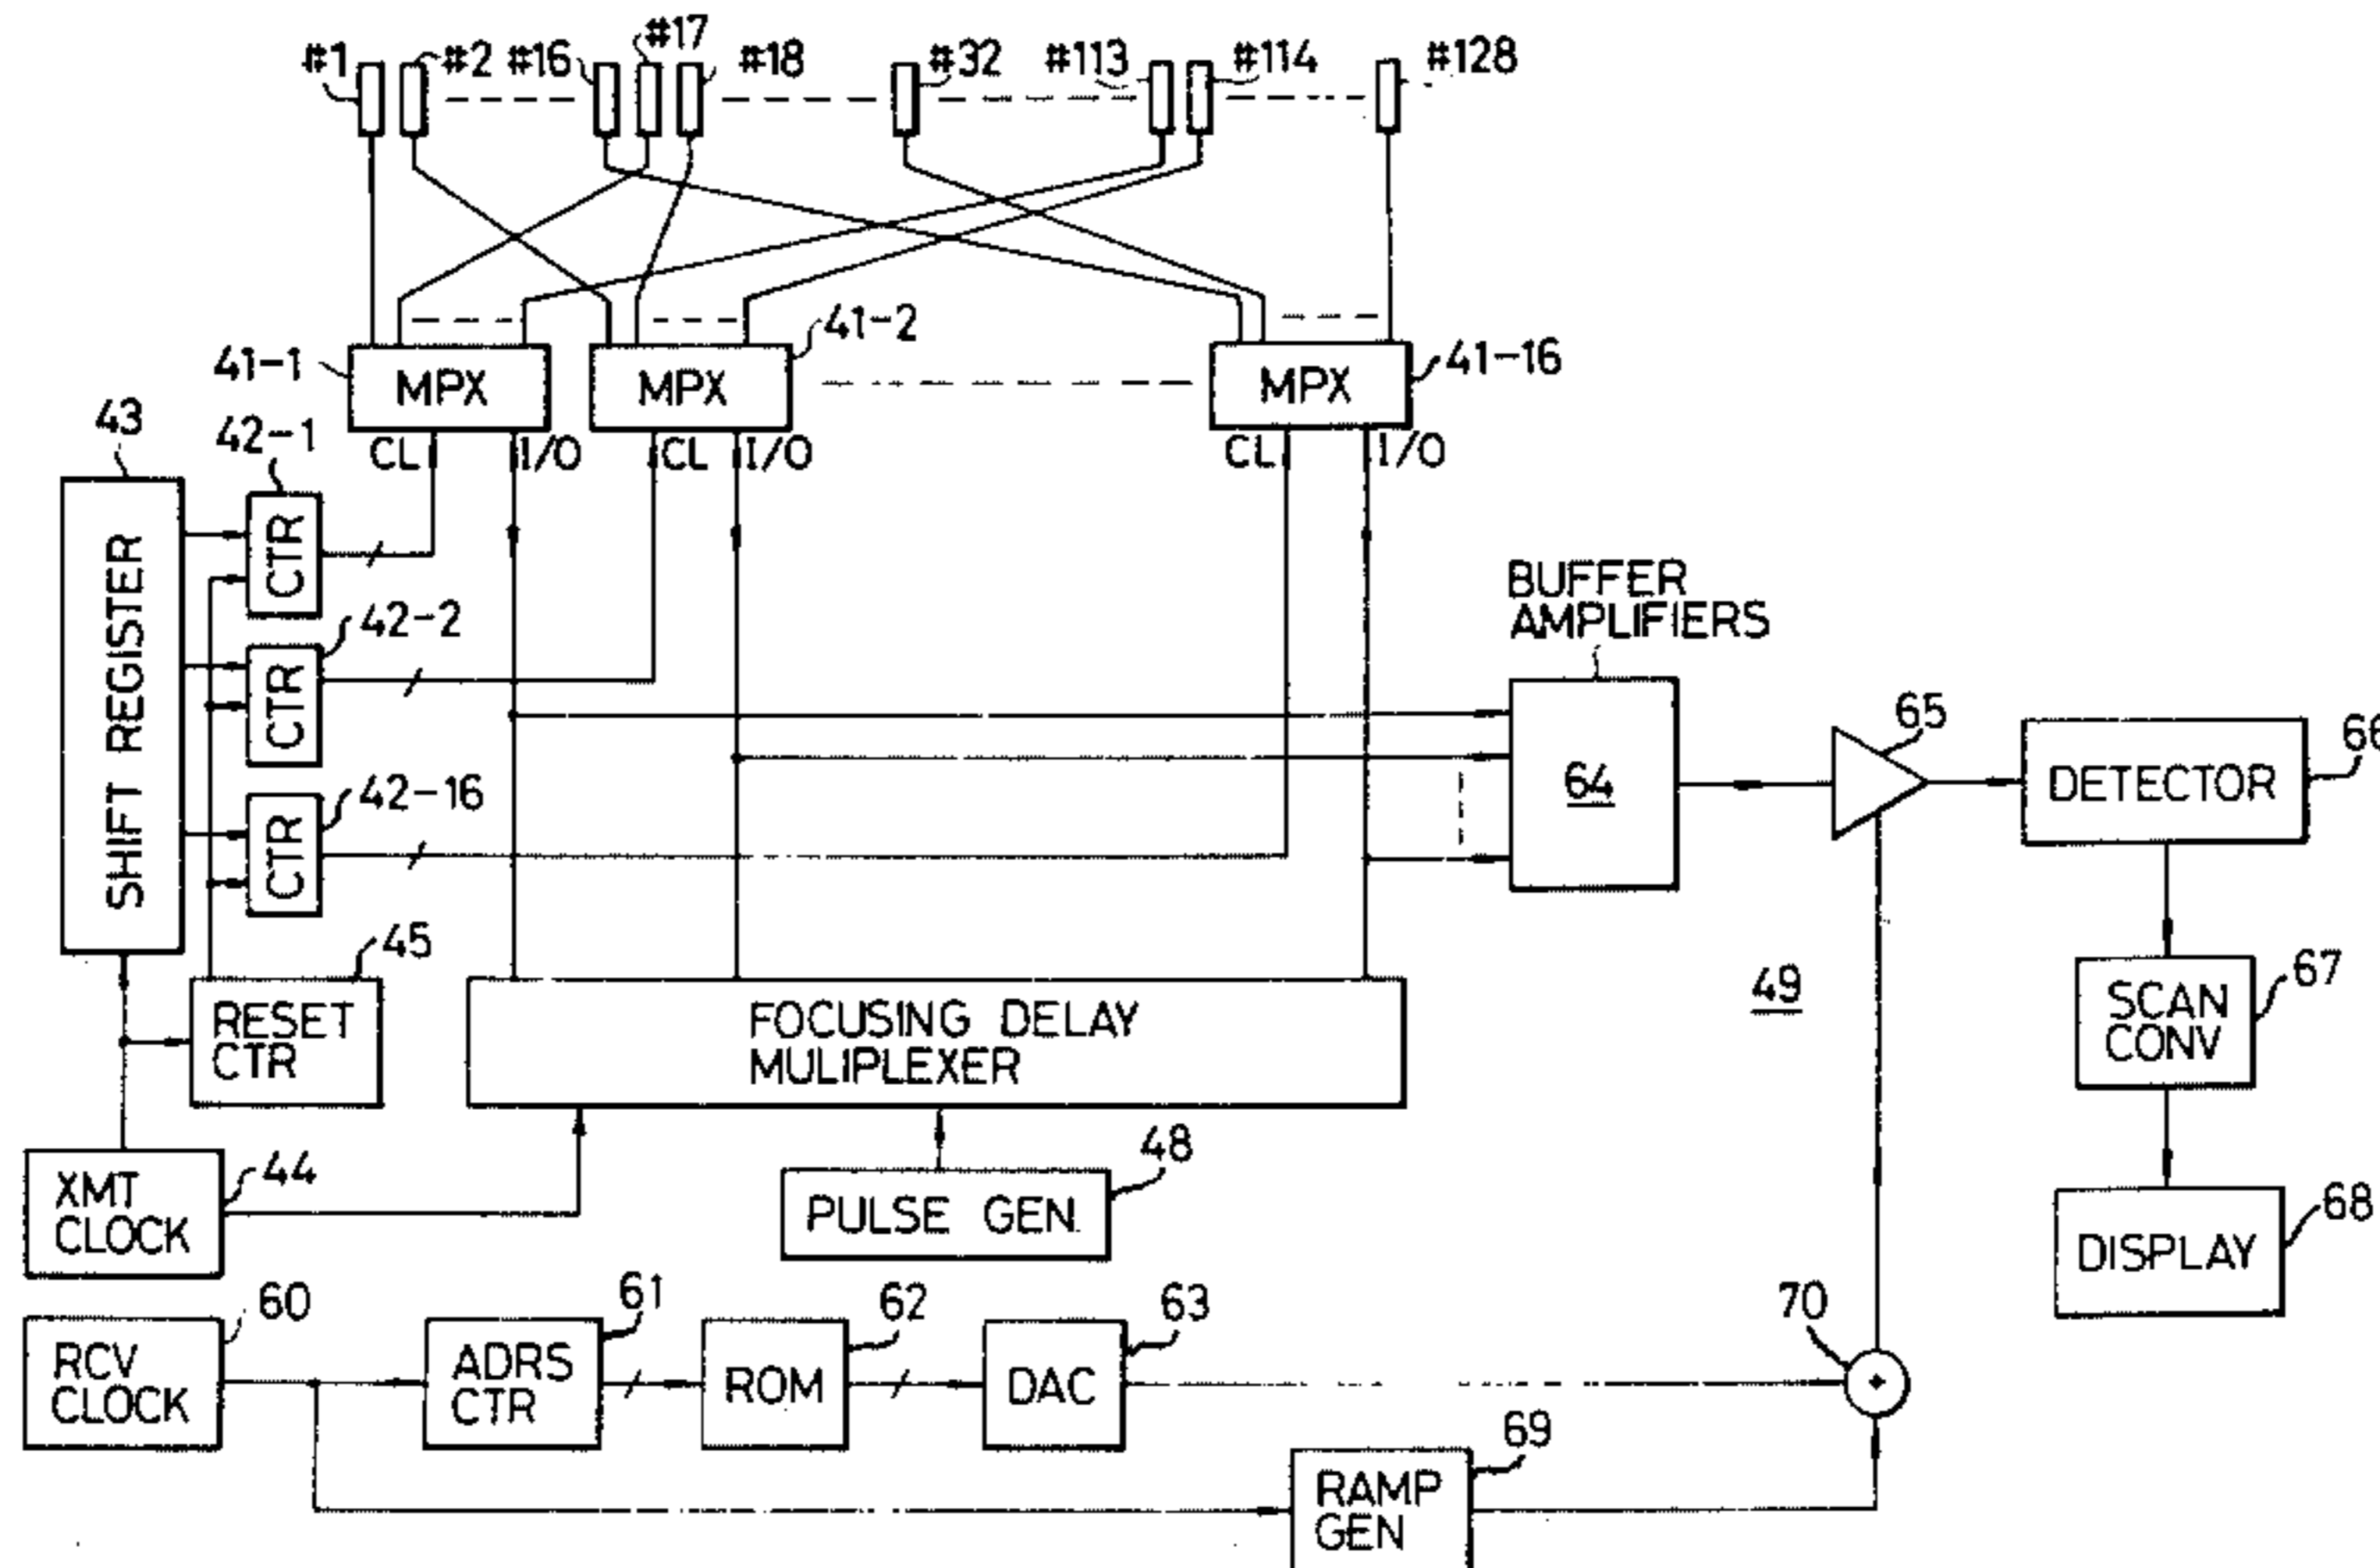 #1
#2
#16
#17
#18
#32
#113
#114
#128
41-1
MPX
MPX
41-2
MPX
41-16
CL
I/O
CL
I/O
CL
I/O
43
SHIFT REGISTER
42-1
CTR
42-2
CTR
42-16
CTR
BUFFER
AMPLIFIERS
64
65
DETECTOR
66
45
RESET
CTR
FOCUSING DELAY
MULIPLEXER
49
SCAN
CONV
67
XMT
CLOCK
44
PULSE GEN.
48
DISPLAY
68
RCV
CLOCK
60
ADRS
CTR
61
ROM
62
DAC
63
70
RAMP
GEN
69